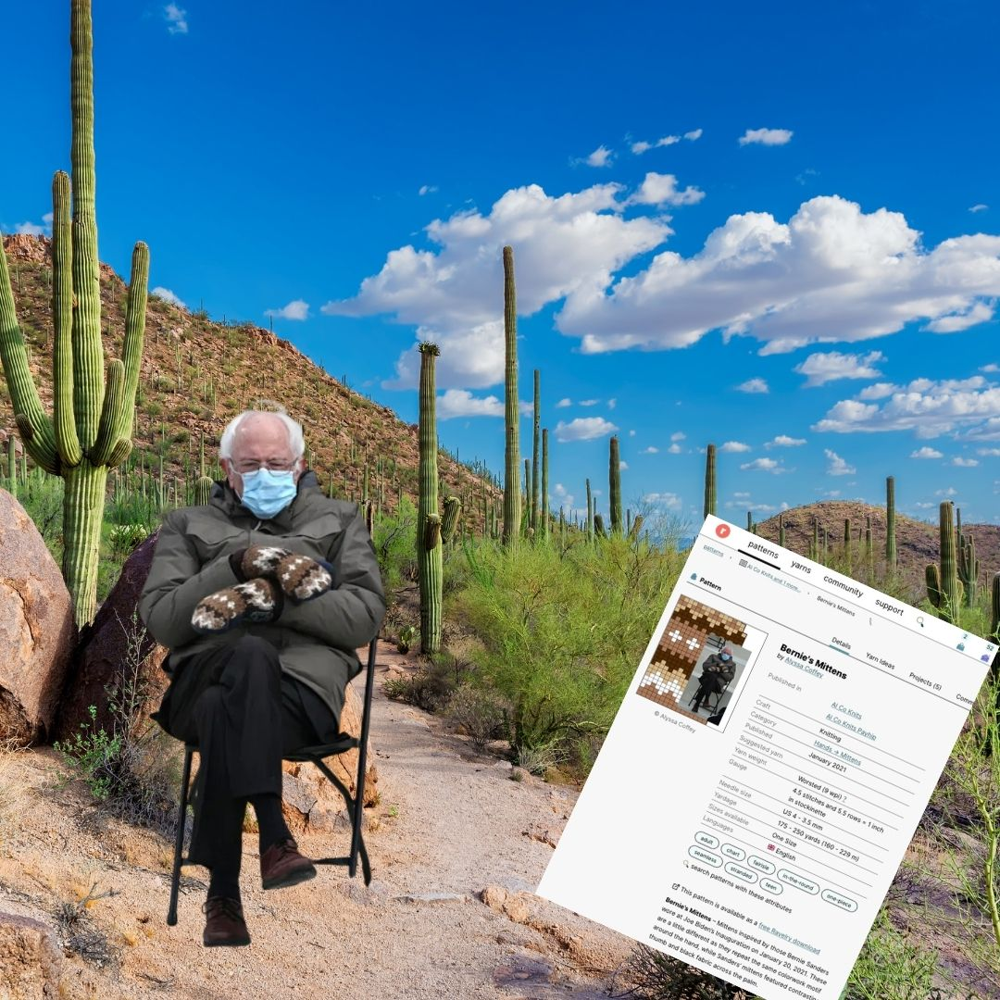 r
patterns yarns community support
2
52
patterns
Al Co Knits and 1 more...
Bernie's Mittens
Pattern
Details Yarn ideas Projects (5) Comm
Bernie's Mittens
by Alyssa Coffey
© Alyssa Coffey
Published in
Al Co Knits
Al Co Knits Payhip
Craft Knitting
Category Hands → Mittens
Published January 2021
Suggested yarn
Yarn weight Worsted (9 wpi) ?
Gauge 4.5 stitches and 5.5 rows = 1 inch
in stockinette
Needle size US 4 - 3.5 mm
Yardage 175 - 250 yards (160 - 229 m)
Sizes available One Size
Languages English
adult chart fairisle in-the-round one-piece
seamless stranded teen
search patterns with these attributes
This pattern is available as a free Ravelry download
Bernie's Mittens – Mittens inspired by those Bernie Sanders
wore at Joe Biden's inauguration on January 20, 2021. These
are a little different as they repeat the same colorwork motif
around the hand, while Sanders' mittens featured contrasting
thumb and black fabric across the palm.